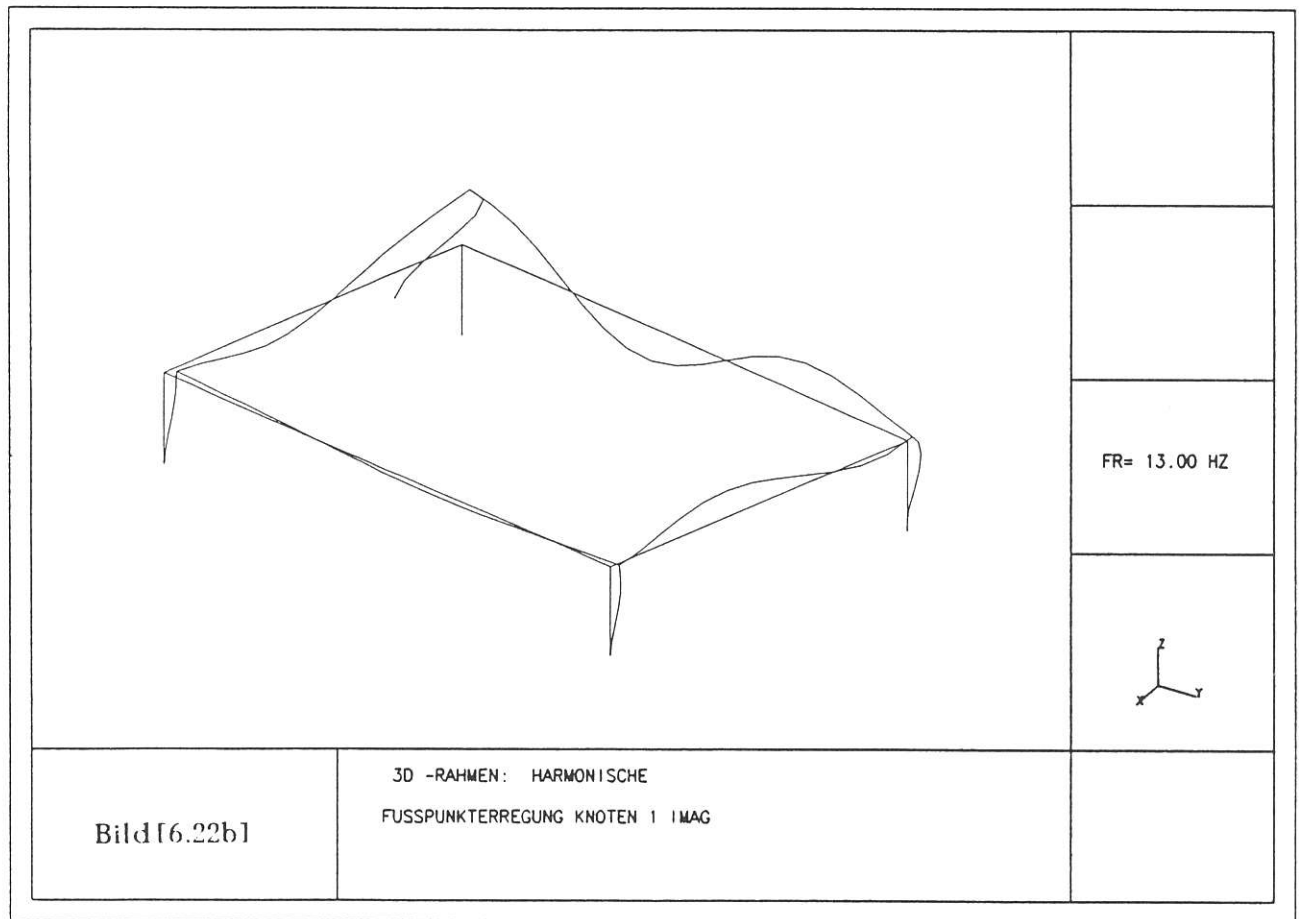 FR= 13.00 HZ
Z
X
Y
3D -RAHMEN: HARMONISCHE
FUSSPUNKTERREGUNG KNOTEN 1 IMAG
Bild[6.22b]